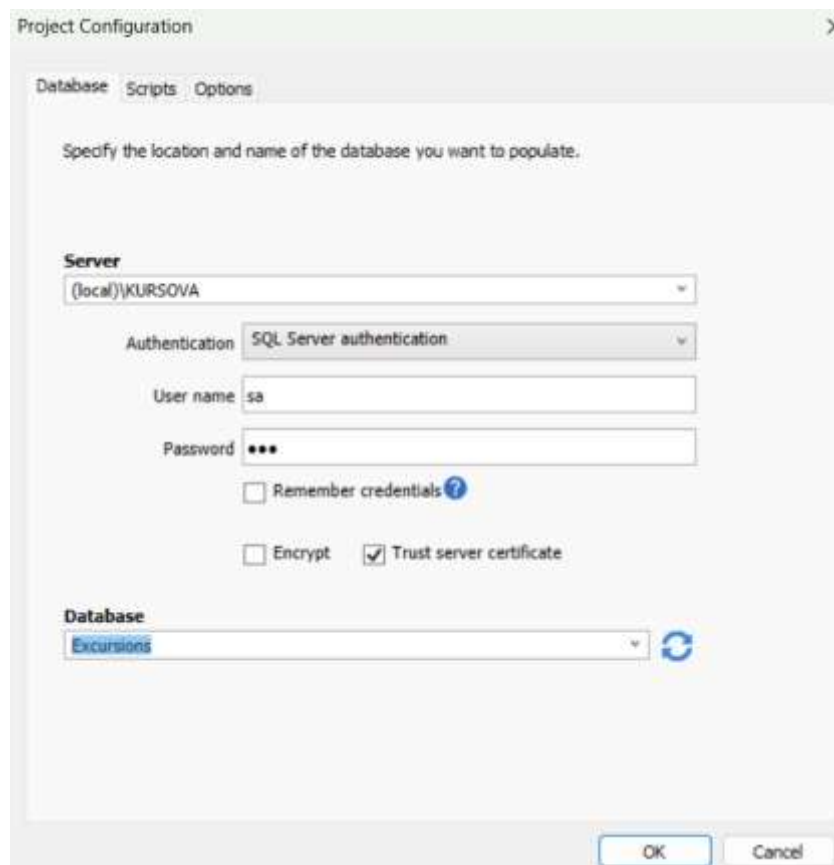 Project Configuration
Database Scripts Options
Specify the location and name of the database you want to populate.
Server
(local)\KURSOVA
Authentication SQL Server authentication
User name sa
Password •••
Remember credentials ?
Encrypt Trust server certificate
Database
Excursions
OK Cancel